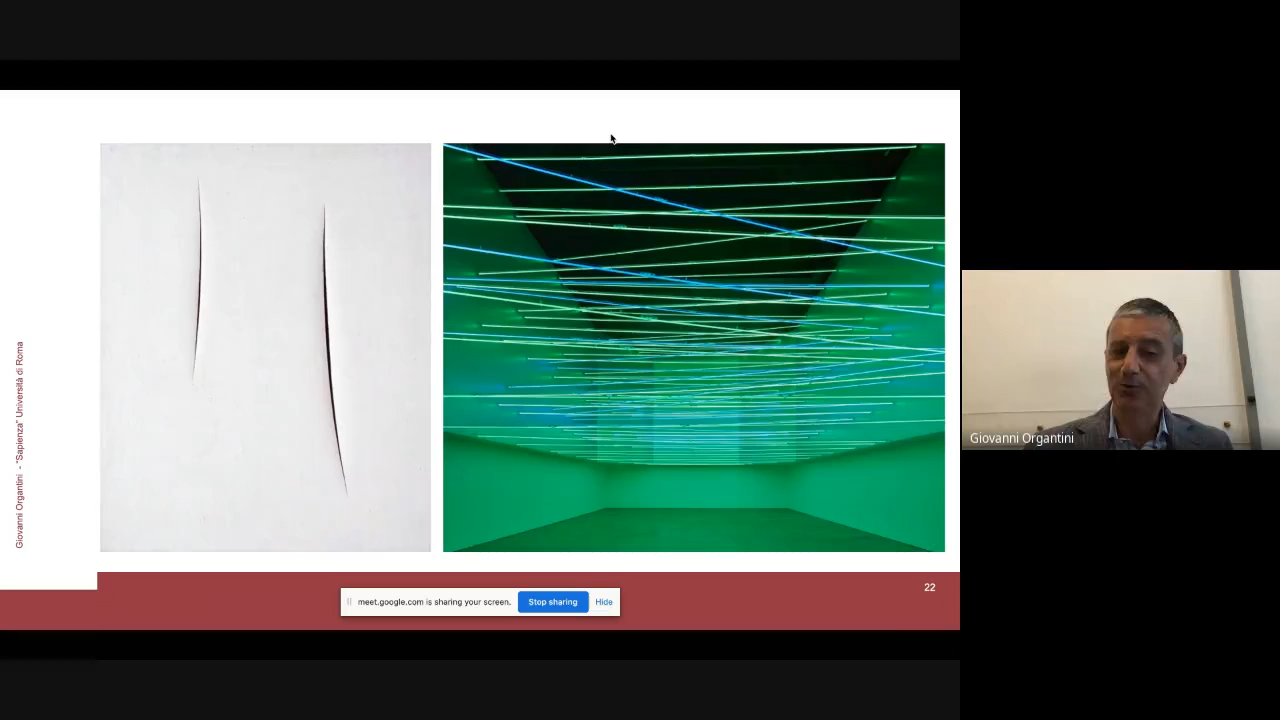 Giovanni Organtini - "Sapienza" Università di Roma
Giovanni Organtini
22
meet.google.com is sharing your screen.
Stop sharing
Hide